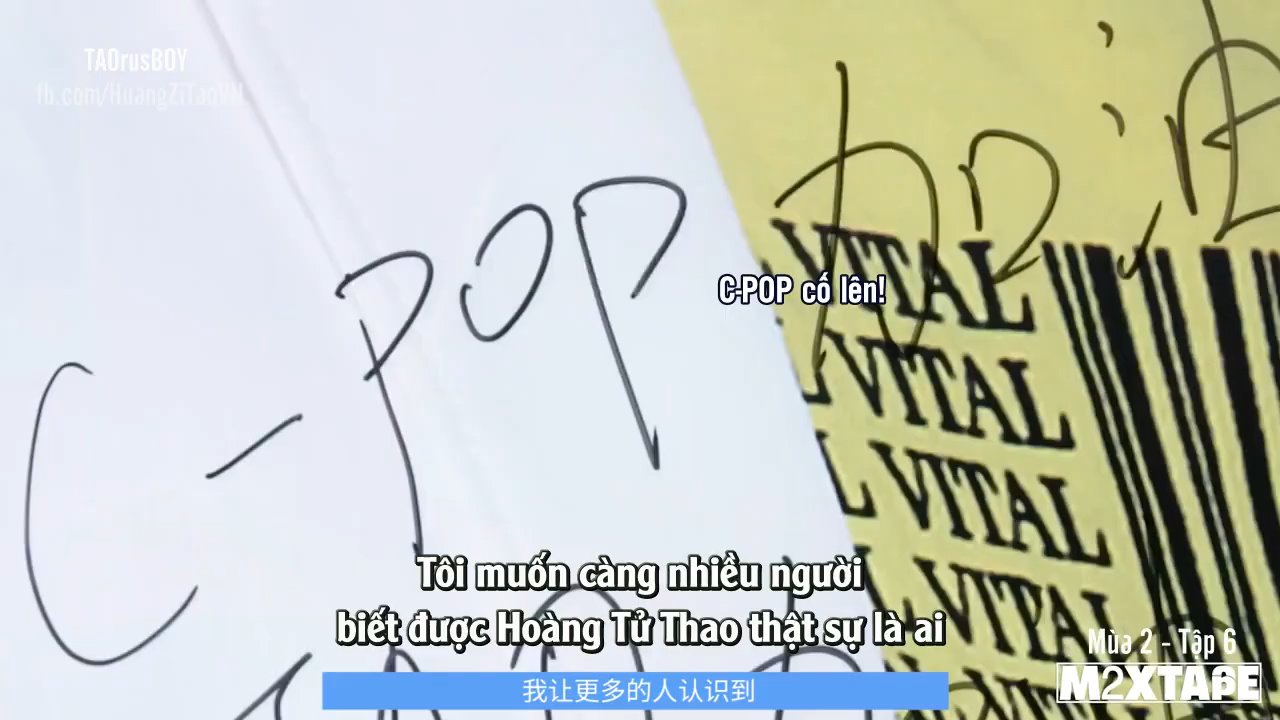 TAOrusBOY
fb.com/HuangZiTaoVN
C-POP
加油
C-POP cố lên!
VITAL
VITAL
VITAL
VITAL
Tôi muốn càng nhiều người
biết được Hoàng Tử Thao thật sự là ai
我让更多的人认识到
Mùa 2 - Tập 6
M2XTAPE